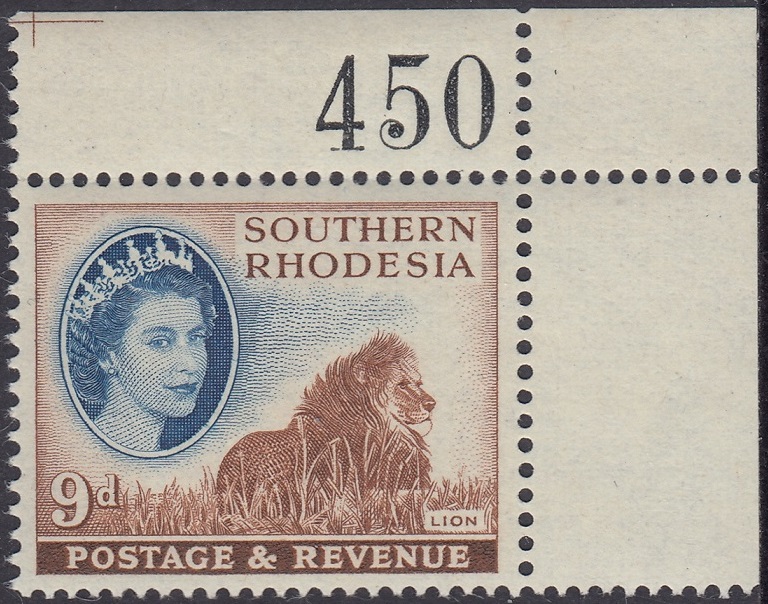 450
SOUTHERN
RHODESIA
9d
LION
POSTAGE & REVENUE